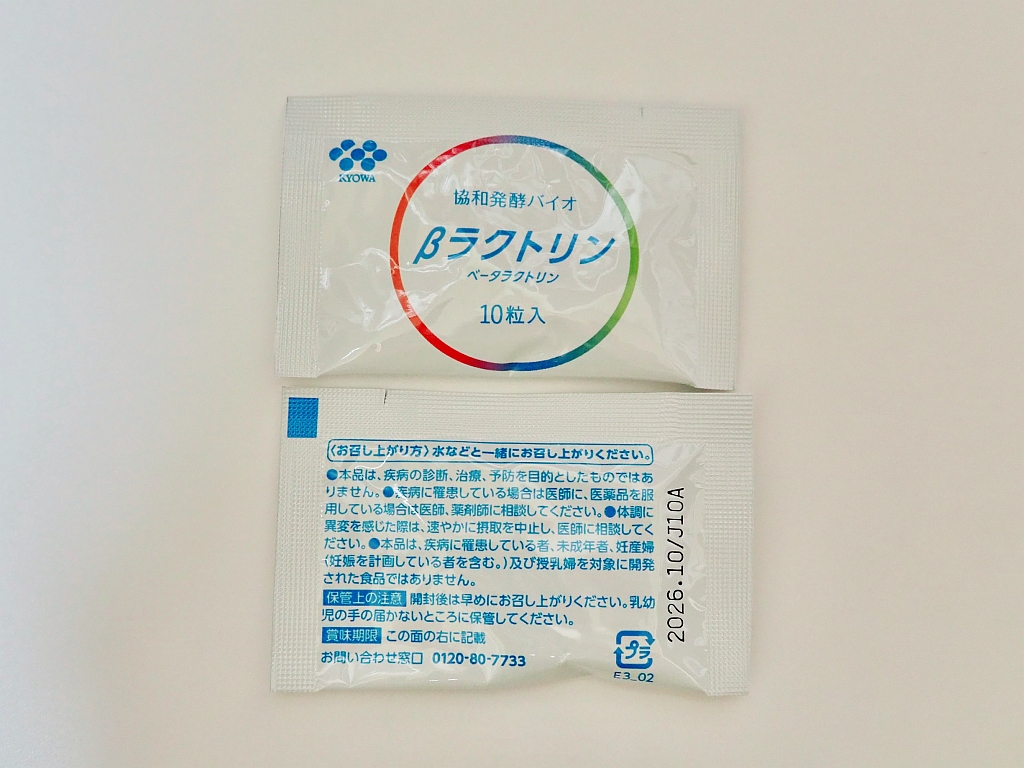 KYOWA
協和発酵バイオ
βラクトリン
ベータラクトリン
10粒入
〈お召し上がり方〉水などと一緒にお召し上がりください。
●本品は、疾病の診断、治療、予防を目的としたものではあ
りません。●疾病に罹患している場合は医師に、医薬品を服
用している場合は医師、薬剤師に相談してください。●体調に
異変を感じた際は、速やかに摂取を中止し、医師に相談してく
ださい。●本品は、疾病に罹患している者、未成年者、妊産婦
(妊娠を計画している者を含む。)及び授乳婦を対象に開発
された食品ではありません。
保管上の注意 開封後は早めにお召し上がりください。乳幼
児の手の届かないところに保管してください。
賞味期限 この面の右に記載
お問い合わせ窓口 0120-80-7733
プラ
E3_02
2026.10/J10A